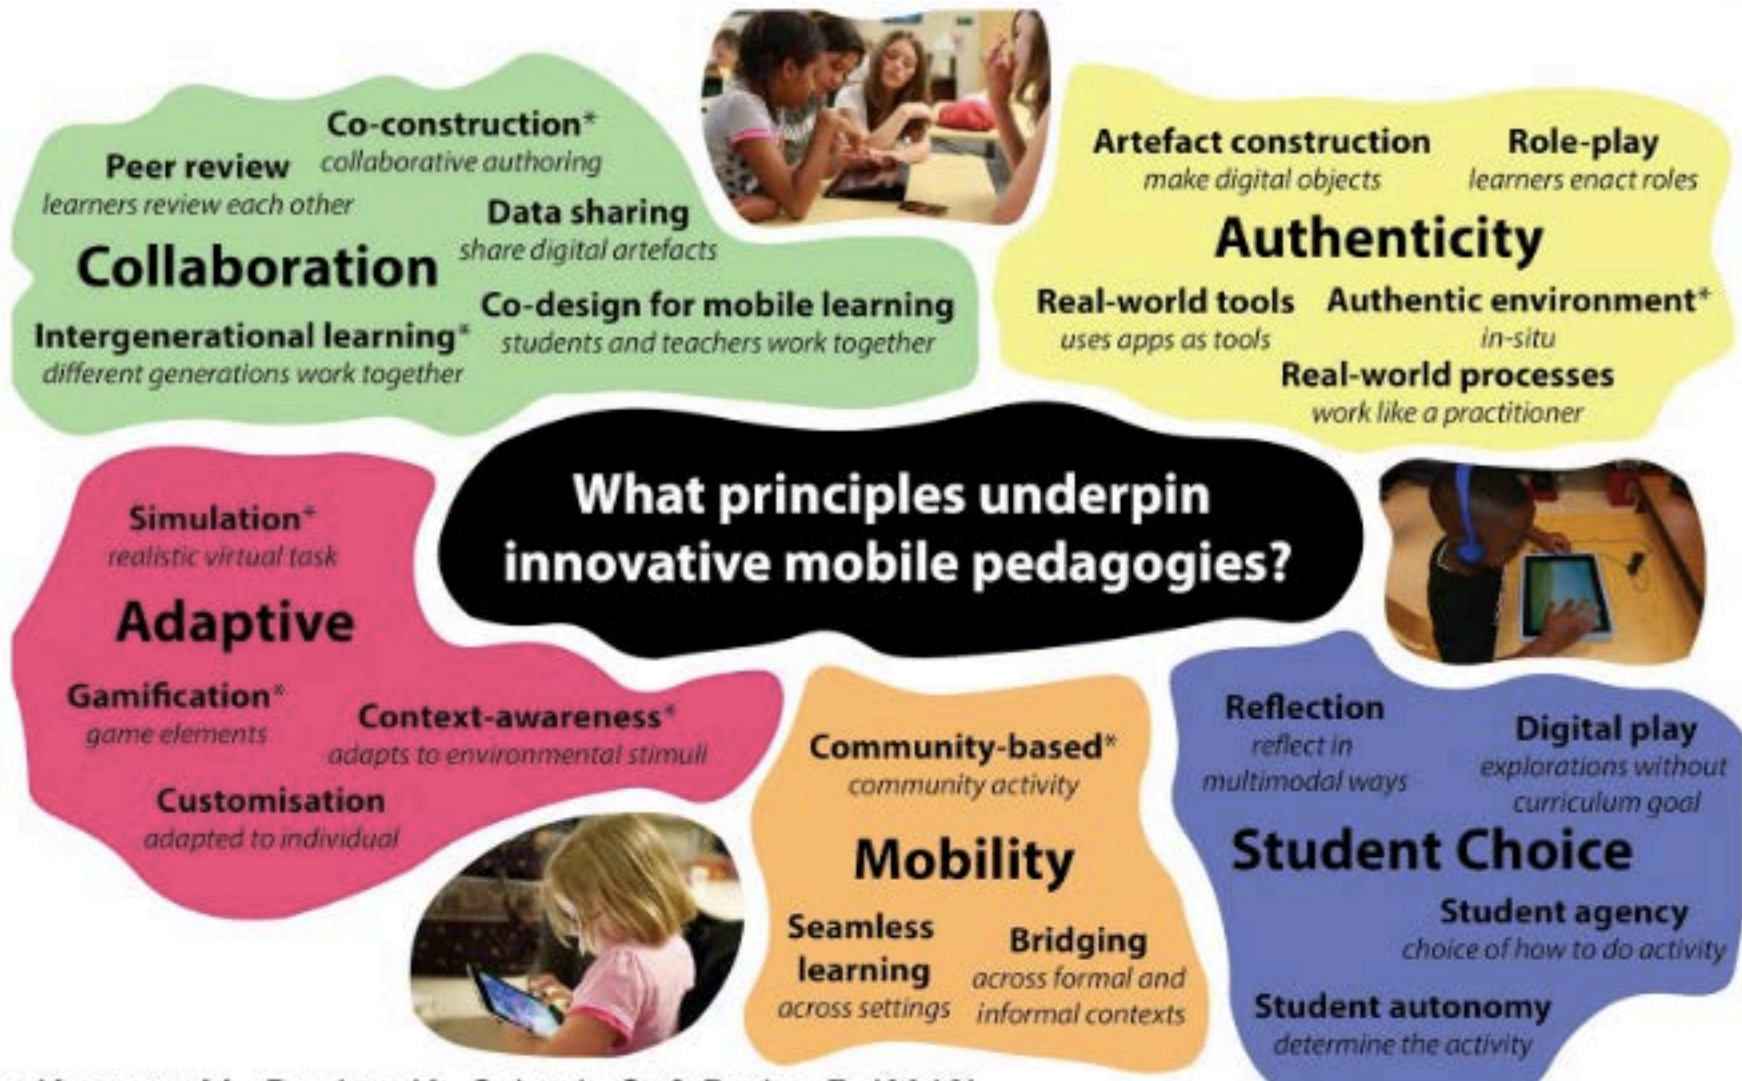 Co-construction*
collaborative authoring
Peer review
learners review each other
Data sharing
share digital artefacts
Collaboration
Co-design for mobile learning
students and teachers work together
Intergenerational learning*
different generations work together
Artefact construction
make digital objects
Role-play
learners enact roles
Authenticity
Real-world tools
uses apps as tools
Authentic environment*
in-situ
Real-world processes
work like a practitioner
What principles underpin
innovative mobile pedagogies?
Simulation*
realistic virtual task
Adaptive
Gamification*
game elements
Context-awareness*
adapts to environmental stimuli
Customisation
adapted to individual
Community-based*
community activity
Mobility
Seamless
learning
across settings
Bridging
across formal and
informal contexts
Reflection
reflect in
multimodal ways
Digital play
explorations without
curriculum goal
Student Choice
Student agency
choice of how to do activity
Student autonomy
determine the activity